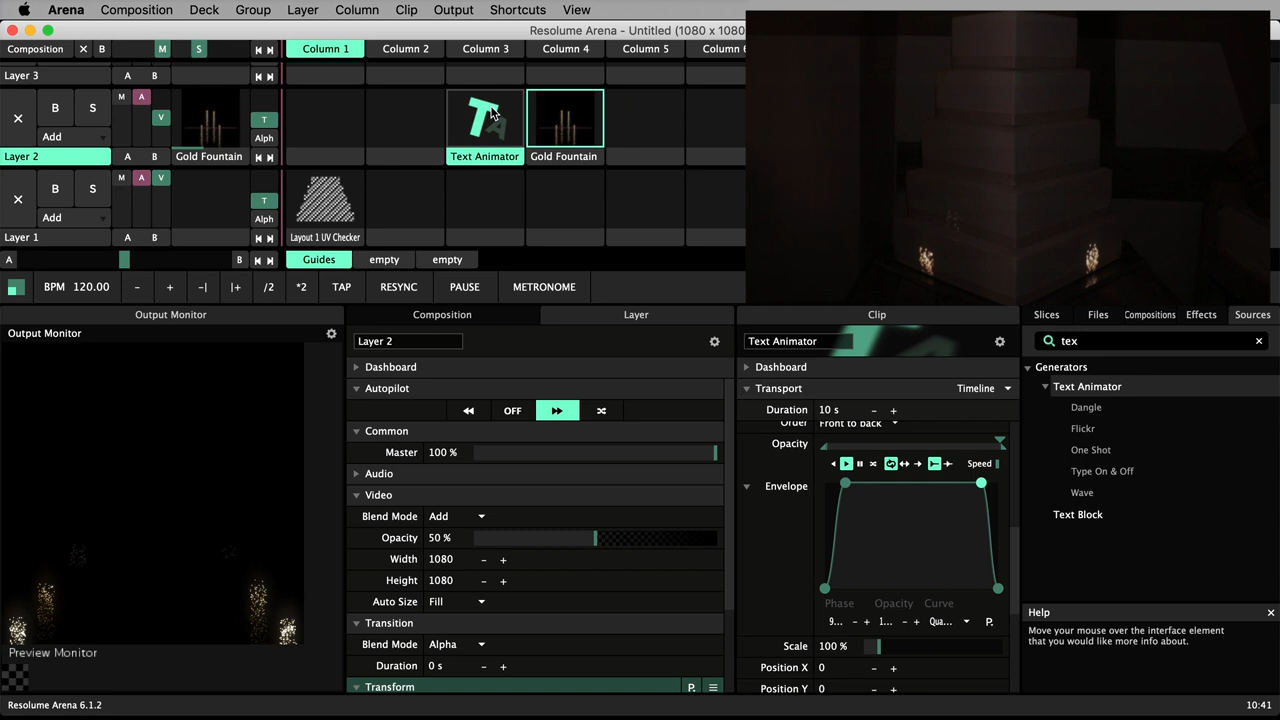 Arena Composition Deck Group Layer Column Clip Output Shortcuts View
Resolume Arena - Untitled (1080 x 1080
Composition X B M S Column 1 Column 2 Column 3 Column 4 Column 5 Column 6
Layer 3 A B
B S M A V T
Add Alph
Layer 2 A B Gold Fountain Text Animator Gold Fountain
B S M A V T
Add Alph
Layer 1 A B Layout 1 UV Checker
A B Guides empty empty
BPM 120.00 - + -| |+ /2 *2 TAP RESYNC PAUSE METRONOME
Output Monitor Composition Layer Clip Slices Files Compositions Effects Sources
Output Monitor
Preview Monitor
Layer 2
Dashboard
Autopilot
OFF
Common
Master 100 %
Audio
Video
Blend Mode Add
Opacity 50 %
Width 1080 - +
Height 1080 - +
Auto Size Fill
Transition
Blend Mode Alpha
Duration 0 s - +
Transform P.
Text Animator
Dashboard
Transport Timeline
Duration 10 s - +
Order Front to back
Opacity
Speed
Envelope
Phase Opacity Curve
9... - + 1... - + Qua... P.
Scale 100 %
Position X 0 - +
Position Y 0 - +
tex
Generators
Text Animator
Dangle
Flickr
One Shot
Type On & Off
Wave
Text Block
Help
Move your mouse over the interface element
that you would like more info about.
Resolume Arena 6.1.2 10:41